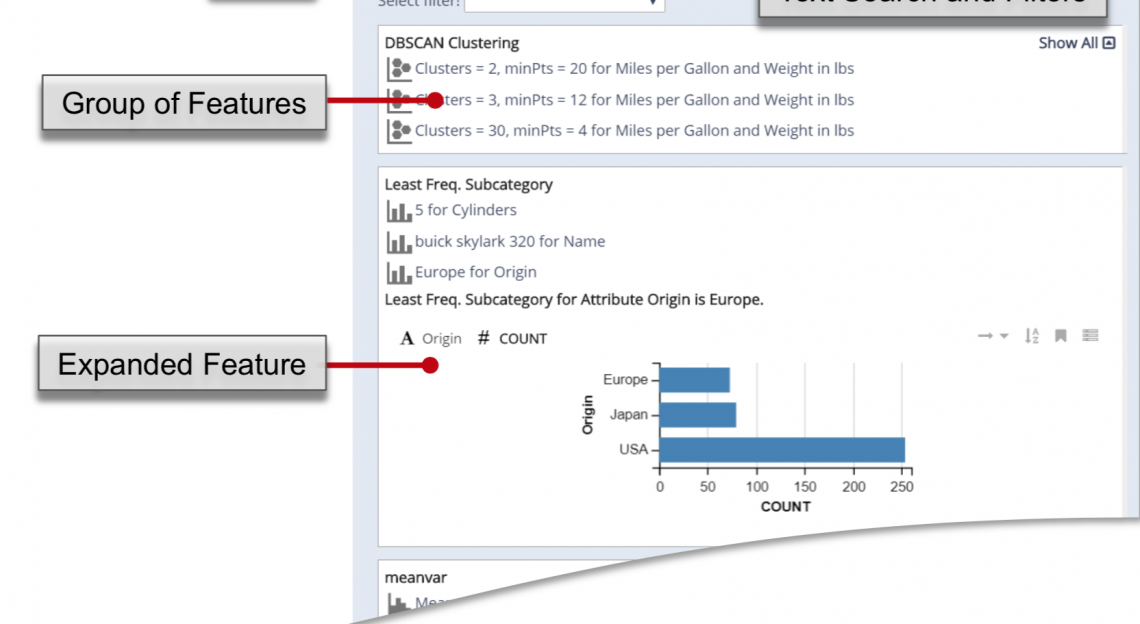 Select filter:
Text Search and Filters
DBSCAN Clustering
Show All
Clusters = 2, minPts = 20 for Miles per Gallon and Weight in lbs
Group of Features
Clusters = 3, minPts = 12 for Miles per Gallon and Weight in lbs
Clusters = 30, minPts = 4 for Miles per Gallon and Weight in lbs
Least Freq. Subcategory
5 for Cylinders
buick skylark 320 for Name
Europe for Origin
Least Freq. Subcategory for Attribute Origin is Europe.
A Origin # COUNT
Expanded Feature
Europe
Japan
USA
Origin
0 50 100 150 200 250
COUNT
meanvar